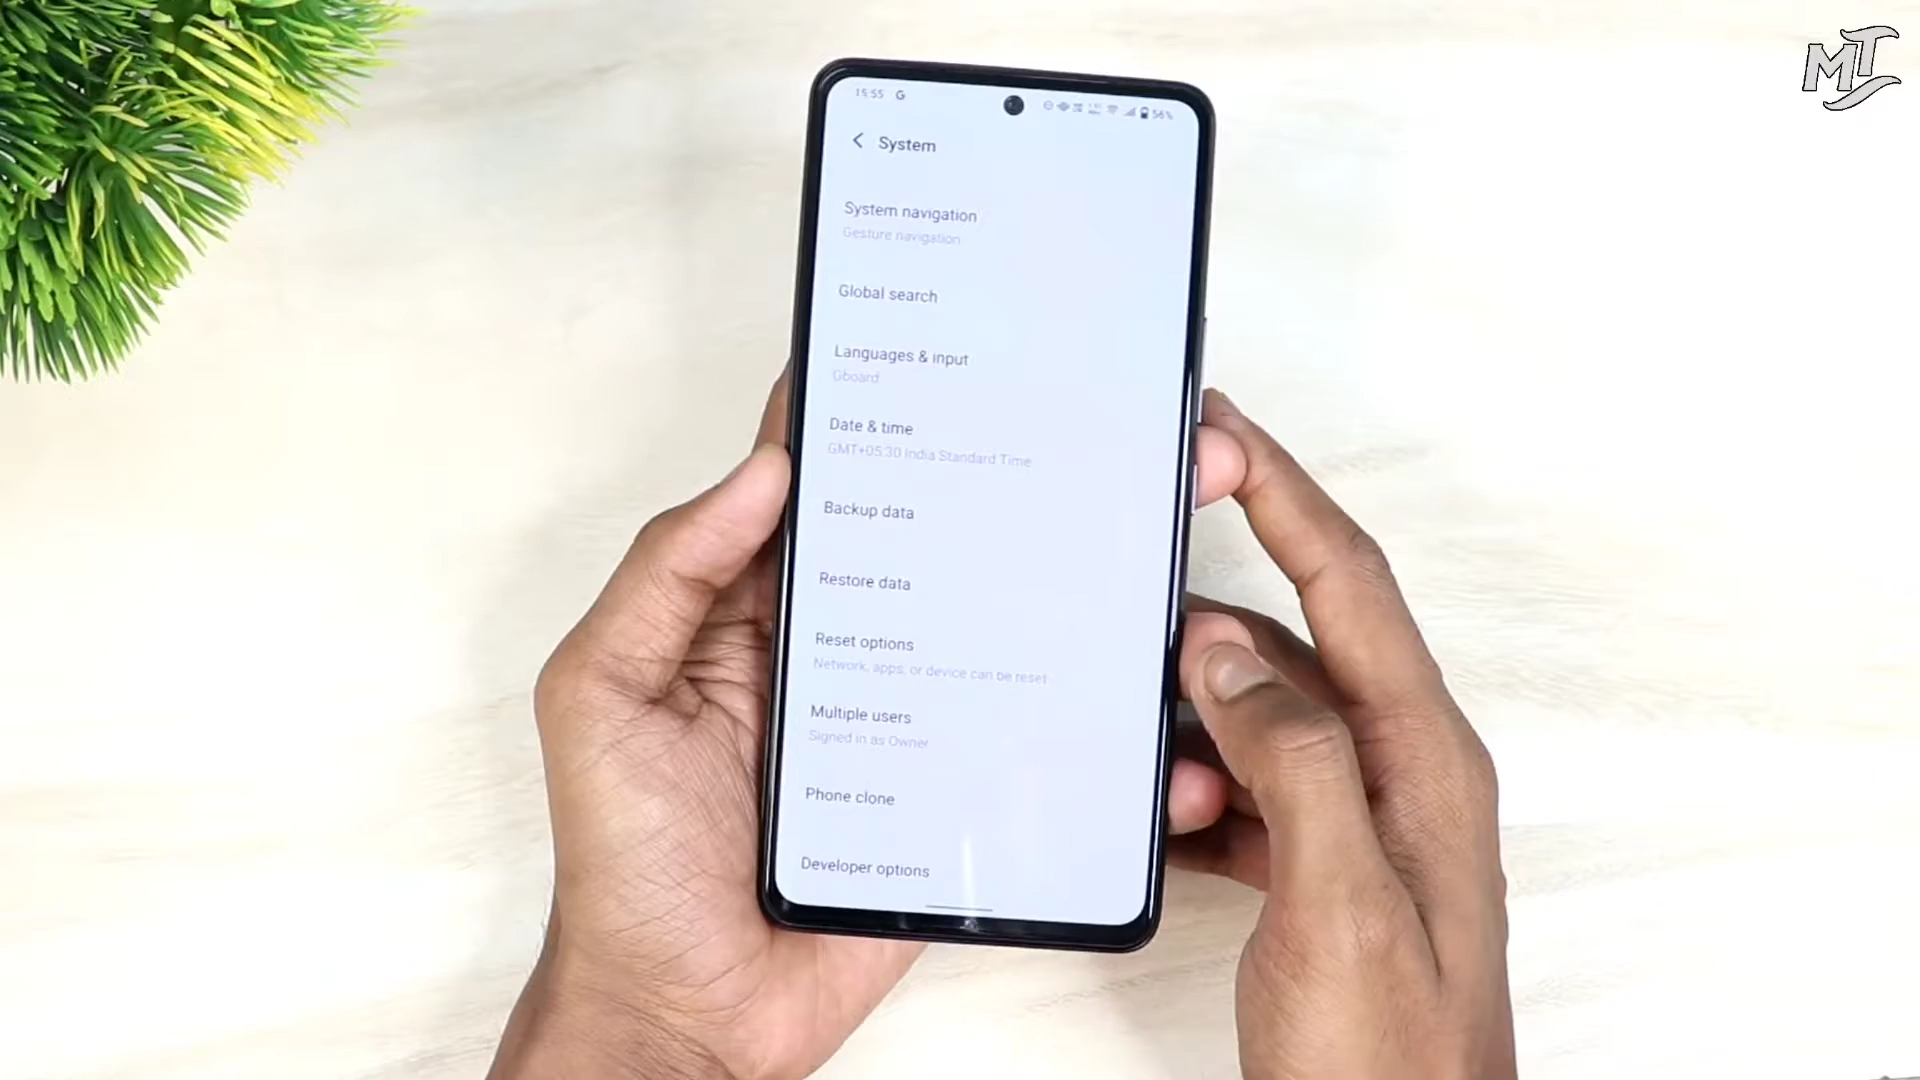 MT
15:55 G
56%
System
System navigation
Gesture navigation
Global search
Languages & input
Gboard
Date & time
GMT+05:30 India Standard Time
Backup data
Restore data
Reset options
Network, apps, or device can be reset
Multiple users
Signed in as Owner
Phone clone
Developer options